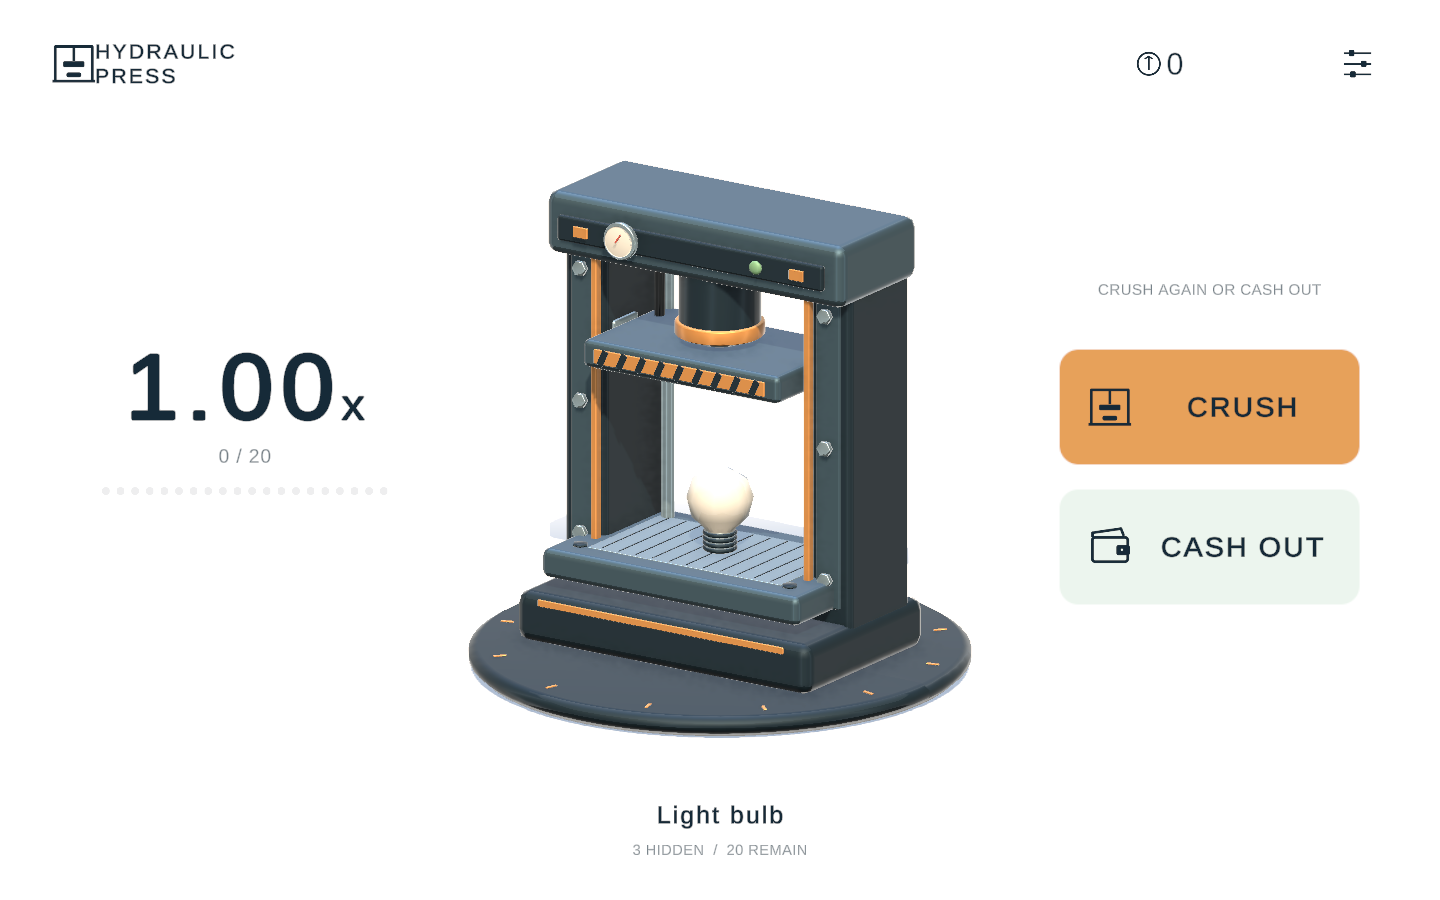 HYDRAULIC
PRESS
0
CRUSH AGAIN OR CASH OUT
1.00x
0 / 20
CRUSH
CASH OUT
Light bulb
3 HIDDEN / 20 REMAIN